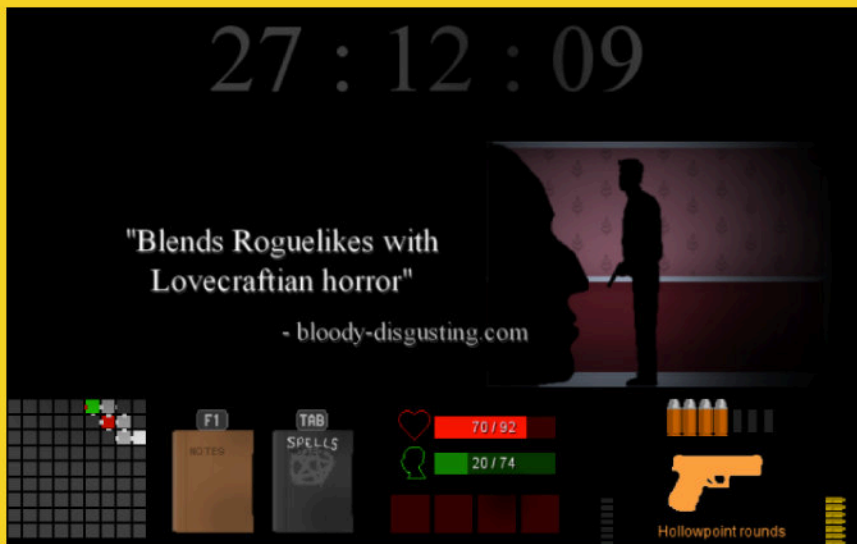 27 : 12 : 09
"Blends Roguelikes with
Lovecraftian horror"
- bloody-disgusting.com
F1
TAB
NOTES
SPELLS
70 / 92
20 / 74
Hollowpoint rounds